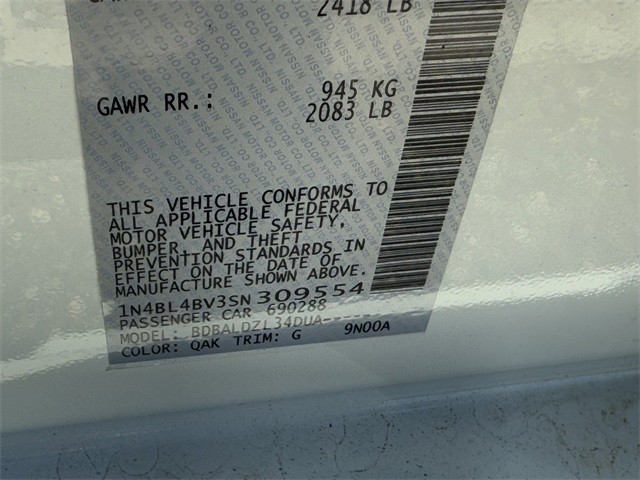 2418 LB
GAWR RR.: 945 KG
2083 LB
THIS VEHICLE CONFORMS TO
ALL APPLICABLE FEDERAL
MOTOR VEHICLE SAFETY,
BUMPER, AND THEFT
PREVENTION STANDARDS IN
EFFECT ON THE DATE OF
MANUFACTURE SHOWN ABOVE.
1N4BL4BV3SN309554
PASSENGER CAR 690288
MODEL: BDBALDZL34DUA-----
COLOR: QAK TRIM: G 9N00A